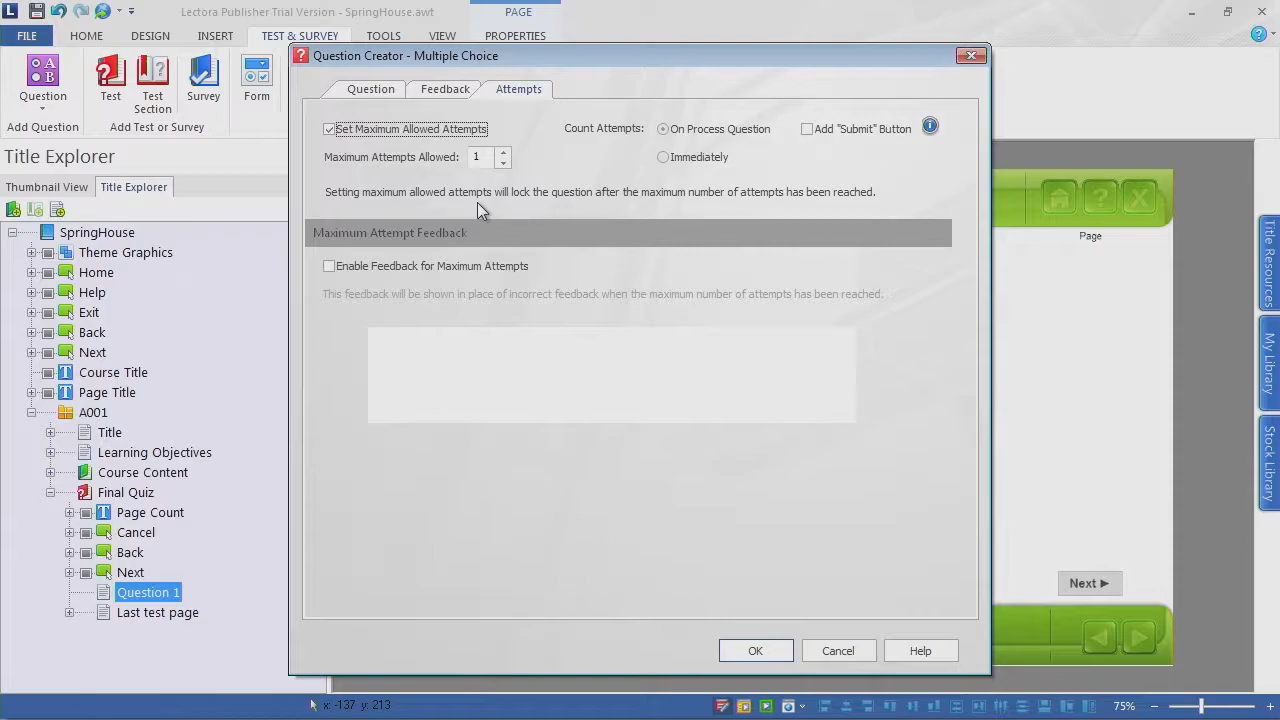 Lectora Publisher Trial Version - SpringHouse.awt
PAGE
FILE
HOME
DESIGN
INSERT
TEST & SURVEY
TOOLS
VIEW
PROPERTIES
Question
Test
Test
Section
Survey
Form
Add Question
Add Test or Survey
Title Explorer
Thumbnail View
Title Explorer
SpringHouse
Theme Graphics
Home
Help
Exit
Back
Next
Course Title
Page Title
A001
Title
Learning Objectives
Course Content
Final Quiz
Page Count
Cancel
Back
Next
Question 1
Last test page
Question Creator - Multiple Choice
Question
Feedback
Attempts
Set Maximum Allowed Attempts
Count Attempts:
On Process Question
Add "Submit" Button
Maximum Attempts Allowed:
1
Immediately
Setting maximum allowed attempts will lock the question after the maximum number of attempts has been reached.
Maximum Attempt Feedback
Enable Feedback for Maximum Attempts
This feedback will be shown in place of incorrect feedback when the maximum number of attempts has been reached.
OK
Cancel
Help
Page
Next
Title Resources
My Library
Stock Library
x: -137 y: 213
75%